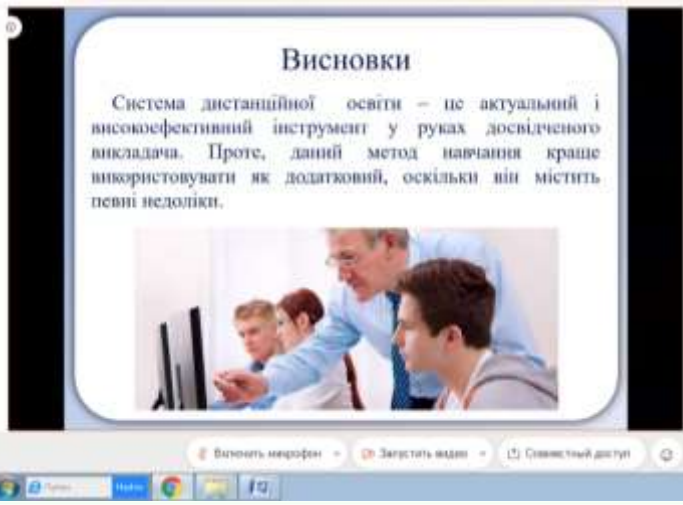 Висновки
Система дистанційної освіти – це актуальний і
високоефективний інструмент у руках досвідченого
викладача. Проте, даний метод навчання краще
використовувати як додатковий, оскільки він містить
певні недоліки.
Включить микрофон
Запустить видео
Совместный доступ